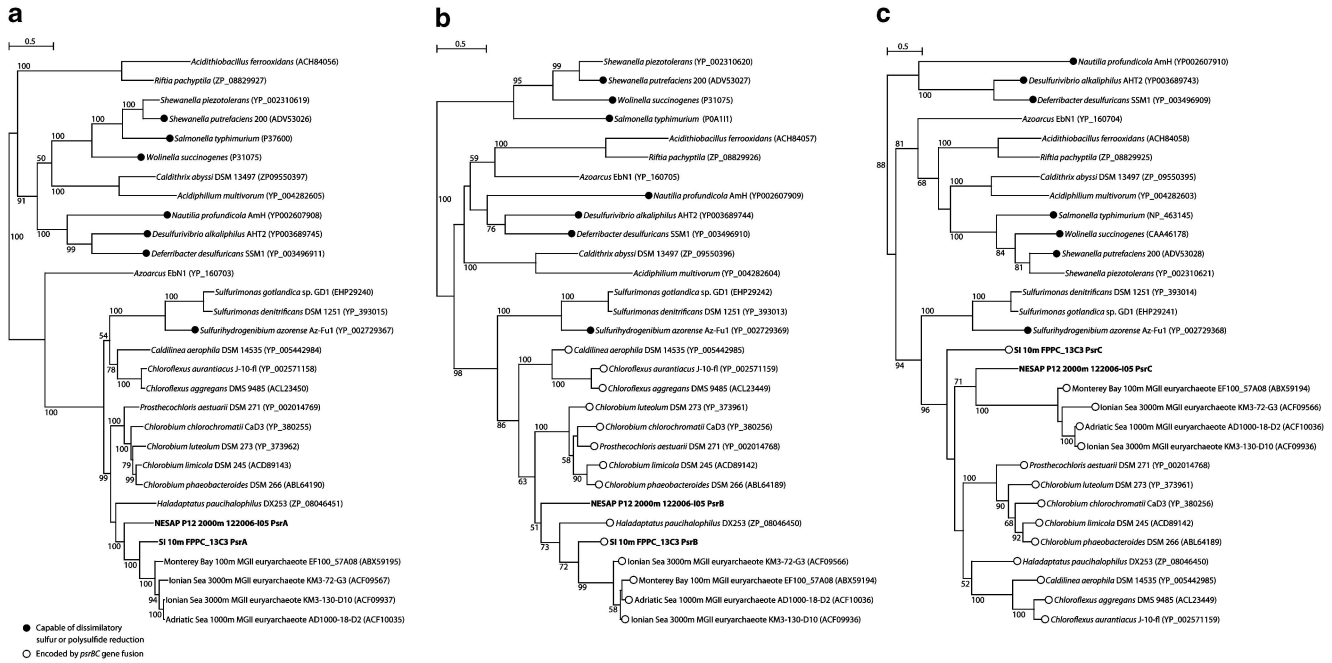 a
0.5
100
Acidithiobacillus ferrooxidans (ACH84056)
Riftia pachyptila (ZP_08829927)
Shewanella piezotolerans (YP_002310619)
100
Shewanella putrefaciens 200 (ADV53026)
100
Salmonella typhimurium (P37600)
100
Wolinella succinogenes (P31075)
50
Caldithrix abyssi DSM 13497 (ZP09550397)
100
Acidiphilium multivorum (YP_004282605)
91
Nautilia profundicola AmH (YP002607908)
100
Desulfurivibrio alkaliphilus AHT2 (YP003689745)
100
99
Deferribacter desulfuricans SSM1 (YP_003496911)
Azoarcus EbN1 (YP_160703)
Sulfurimonas gotlandica sp. GD1 (EHP29240)
100
Sulfurimonas denitrificans DSM 1251 (YP_393015)
100
Sulfurihydrogenibium azorense Az-Fu1 (YP_002729367)
54
Caldilinea aerophila DSM 14535 (YP_005442984)
78
Chloroflexus aurantiacus J-10-fl (YP_002571158)
100
Chloroflexus aggregans DMS 9485 (ACL23450)
100
Prosthecochloris aestuarii DSM 271 (YP_002014769)
100
Chlorobium chlorochromatii CaD3 (YP_380255)
100
Chlorobium luteolum DSM 273 (YP_373962)
79
Chlorobium limicola DSM 245 (ACD89143)
99
100
Chlorobium phaeobacteroides DSM 266 (ABL64190)
Haladaptatus paucihalophilus DX253 (ZP_08046451)
NESAP P12 2000m 122006-I05 PsrA
100
SI 10m FPPC_13C3 PsrA
100
Monterey Bay 100m MGII euryarchaeote EF100_57A08 (ABX59195)
100
Ionian Sea 3000m MGII euryarchaeote KM3-72-G3 (ACF09567)
94
Ionian Sea 3000m MGII euryarchaeote KM3-130-D10 (ACF09937)
100
Adriatic Sea 1000m MGII euryarchaeote AD1000-18-D2 (ACF10035)
Capable of dissimilatory
sulfur or polysulfide reduction
Encoded by psrBC gene fusion
b
0.5
Shewanella piezotolerans (YP_002310620)
99
95
Shewanella putrefaciens 200 (ADV53027)
Wolinella succinogenes (P31075)
Salmonella typhimurium (P0A1I1)
Acidithiobacillus ferrooxidans (ACH84057)
100
59
Riftia pachyptila (ZP_08829926)
Azoarcus EbN1 (YP_160705)
100
Nautilia profundicola AmH (YP002607909)
Desulfurivibrio alkaliphilus AHT2 (YP003689744)
76
Deferribacter desulfuricans SSM1 (YP_003496910)
Caldithrix abyssi DSM 13497 (ZP_09550396)
100
Acidiphilium multivorum (YP_004282604)
Sulfurimonas gotlandica sp. GD1 (EHP29242)
100
Sulfurimonas denitrificans DSM 1251 (YP_393013)
100
Sulfurihydrogenibium azorense Az-Fu1 (YP_002729369)
Caldilinea aerophila DSM 14535 (YP_005442985)
100
98
Chloroflexus aurantiacus J-10-fl (YP_002571159)
100
Chloroflexus aggregans DMS 9485 (ACL23449)
Chlorobium luteolum DSM 273 (YP_373961)
86
100
Chlorobium chlorochromatii CaD3 (YP_380256)
100
Prosthecochloris aestuarii DSM 271 (YP_002014768)
58
Chlorobium limicola DSM 245 (ACD89142)
90
63
Chlorobium phaeobacteroides DSM 266 (ABL64189)
NESAP P12 2000m 122006-I05 PsrB
51
Haladaptatus paucihalophilus DX253 (ZP_08046450)
73
SI 10m FPPC_13C3 PsrB
72
Ionian Sea 3000m MGII euryarchaeote KM3-72-G3 (ACF09566)
99
Monterey Bay 100m MGII euryarchaeote EF100_57A08 (ABX59194)
Adriatic Sea 1000m MGII euryarchaeote AD1000-18-D2 (ACF10036)
58
Ionian Sea 3000m MGII euryarchaeote KM3-130-D10 (ACF09936)
c
0.5
Nautilia profundicola AmH (YP002607910)
Desulfurivibrio alkaliphilus AHT2 (YP003689743)
100
Deferribacter desulfuricans SSM1 (YP_003496909)
Azoarcus EbN1 (YP_160704)
Acidithiobacillus ferrooxidans (ACH84058)
81
100
88
Riftia pachyptila (ZP_08829925)
68
Caldithrix abyssi DSM 13497 (ZP_09550395)
100
Acidiphilium multivorum (YP_004282603)
Salmonella typhimurium (NP_463145)
100
Wolinella succinogenes (CAA46178)
84
Shewanella putrefaciens 200 (ADV53028)
81
Shewanella piezotolerans (YP_002310621)
Sulfurimonas denitrificans DSM 1251 (YP_393014)
100
100
Sulfurimonas gotlandica sp. GD1 (EHP29241)
Sulfurihydrogenibium azorense Az-Fu1 (YP_002729368)
SI 10m FPPC_13C3 PsrC
94
NESAP P12 2000m 122006-I05 PsrC
71
Monterey Bay 100m MGII euryarchaeote EF100_57A08 (ABX59194)
96
100
Ionian Sea 3000m MGII euryarchaeote KM3-72-G3 (ACF09566)
Adriatic Sea 1000m MGII euryarchaeote AD1000-18-D2 (ACF10036)
100
Ionian Sea 3000m MGII euryarchaeote KM3-130-D10 (ACF09936)
Prosthecochloris aestuarii DSM 271 (YP_002014768)
100
Chlorobium luteolum DSM 273 (YP_373961)
90
Chlorobium chlorochromatii CaD3 (YP_380256)
68
Chlorobium limicola DSM 245 (ACD89142)
92
Chlorobium phaeobacteroides DSM 266 (ABL64189)
Haladaptatus paucihalophilus DX253 (ZP_08046450)
52
Caldilinea aerophila DSM 14535 (YP_005442985)
100
Chloroflexus aggregans DMS 9485 (ACL23449)
100
Chloroflexus aurantiacus J-10-fl (YP_002571159)